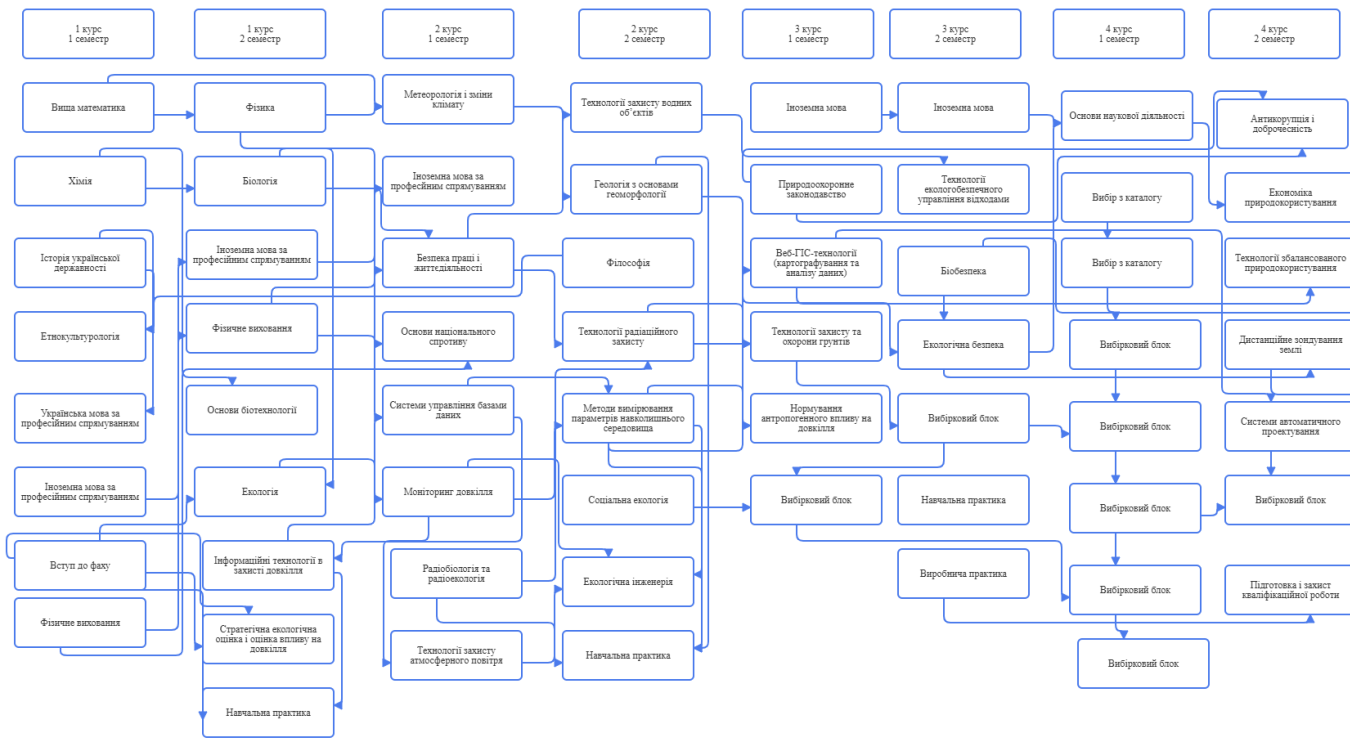 1 курс
1 семестр
1 курс
2 семестр
2 курс
1 семестр
2 курс
2 семестр
3 курс
1 семестр
3 курс
2 семестр
4 курс
1 семестр
4 курс
2 семестр
Вища математика
Хімія
Історія української
державності
Етнокультурологія
Українська мова за
професійним спрямуванням
Іноземна мова за
професійним спрямуванням
Вступ до фаху
Фізичне виховання
Фізика
Біологія
Іноземна мова за
професійним спрямуванням
Фізичне виховання
Основи біотехнології
Екологія
Інформаційні технології в
захисті довкілля
Стратегічна екологічна
оцінка і оцінка впливу на
довкілля
Навчальна практика
Метеорологія і зміни
клімату
Іноземна мова за
професійним спрямуванням
Безпека праці і
життєдіяльності
Основи національного
спротиву
Системи управління базами
даних
Моніторинг довкілля
Радіобіологія та
радіоекологія
Технології захисту
атмосферного повітря
Технології захисту водних
об’єктів
Геологія з основами
геоморфології
Філософія
Технології радіаційного
захисту
Методи вимірювання
параметрів навколишнього
середовища
Соціальна екологія
Екологічна інженерія
Навчальна практика
Іноземна мова
Природоохоронне
законодавство
Веб-ГІС-технології
(картографування та
аналізу даних)
Технології захисту та
охорони ґрунтів
Нормування
антропогенного впливу на
довкілля
Вибірковий блок
Іноземна мова
Технології
екологобезпечного
управління відходами
Біобезпека
Екологічна безпека
Вибірковий блок
Навчальна практика
Виробнича практика
Основи наукової діяльності
Вибір з каталогу
Вибір з каталогу
Вибірковий блок
Вибірковий блок
Вибірковий блок
Вибірковий блок
Вибірковий блок
Антикорупція і
доброчесність
Економіка
природокористування
Технології збалансованого
природокористування
Дистанційне зондування
землі
Системи автоматичного
проектування
Вибірковий блок
Підготовка і захист
кваліфікаційної роботи